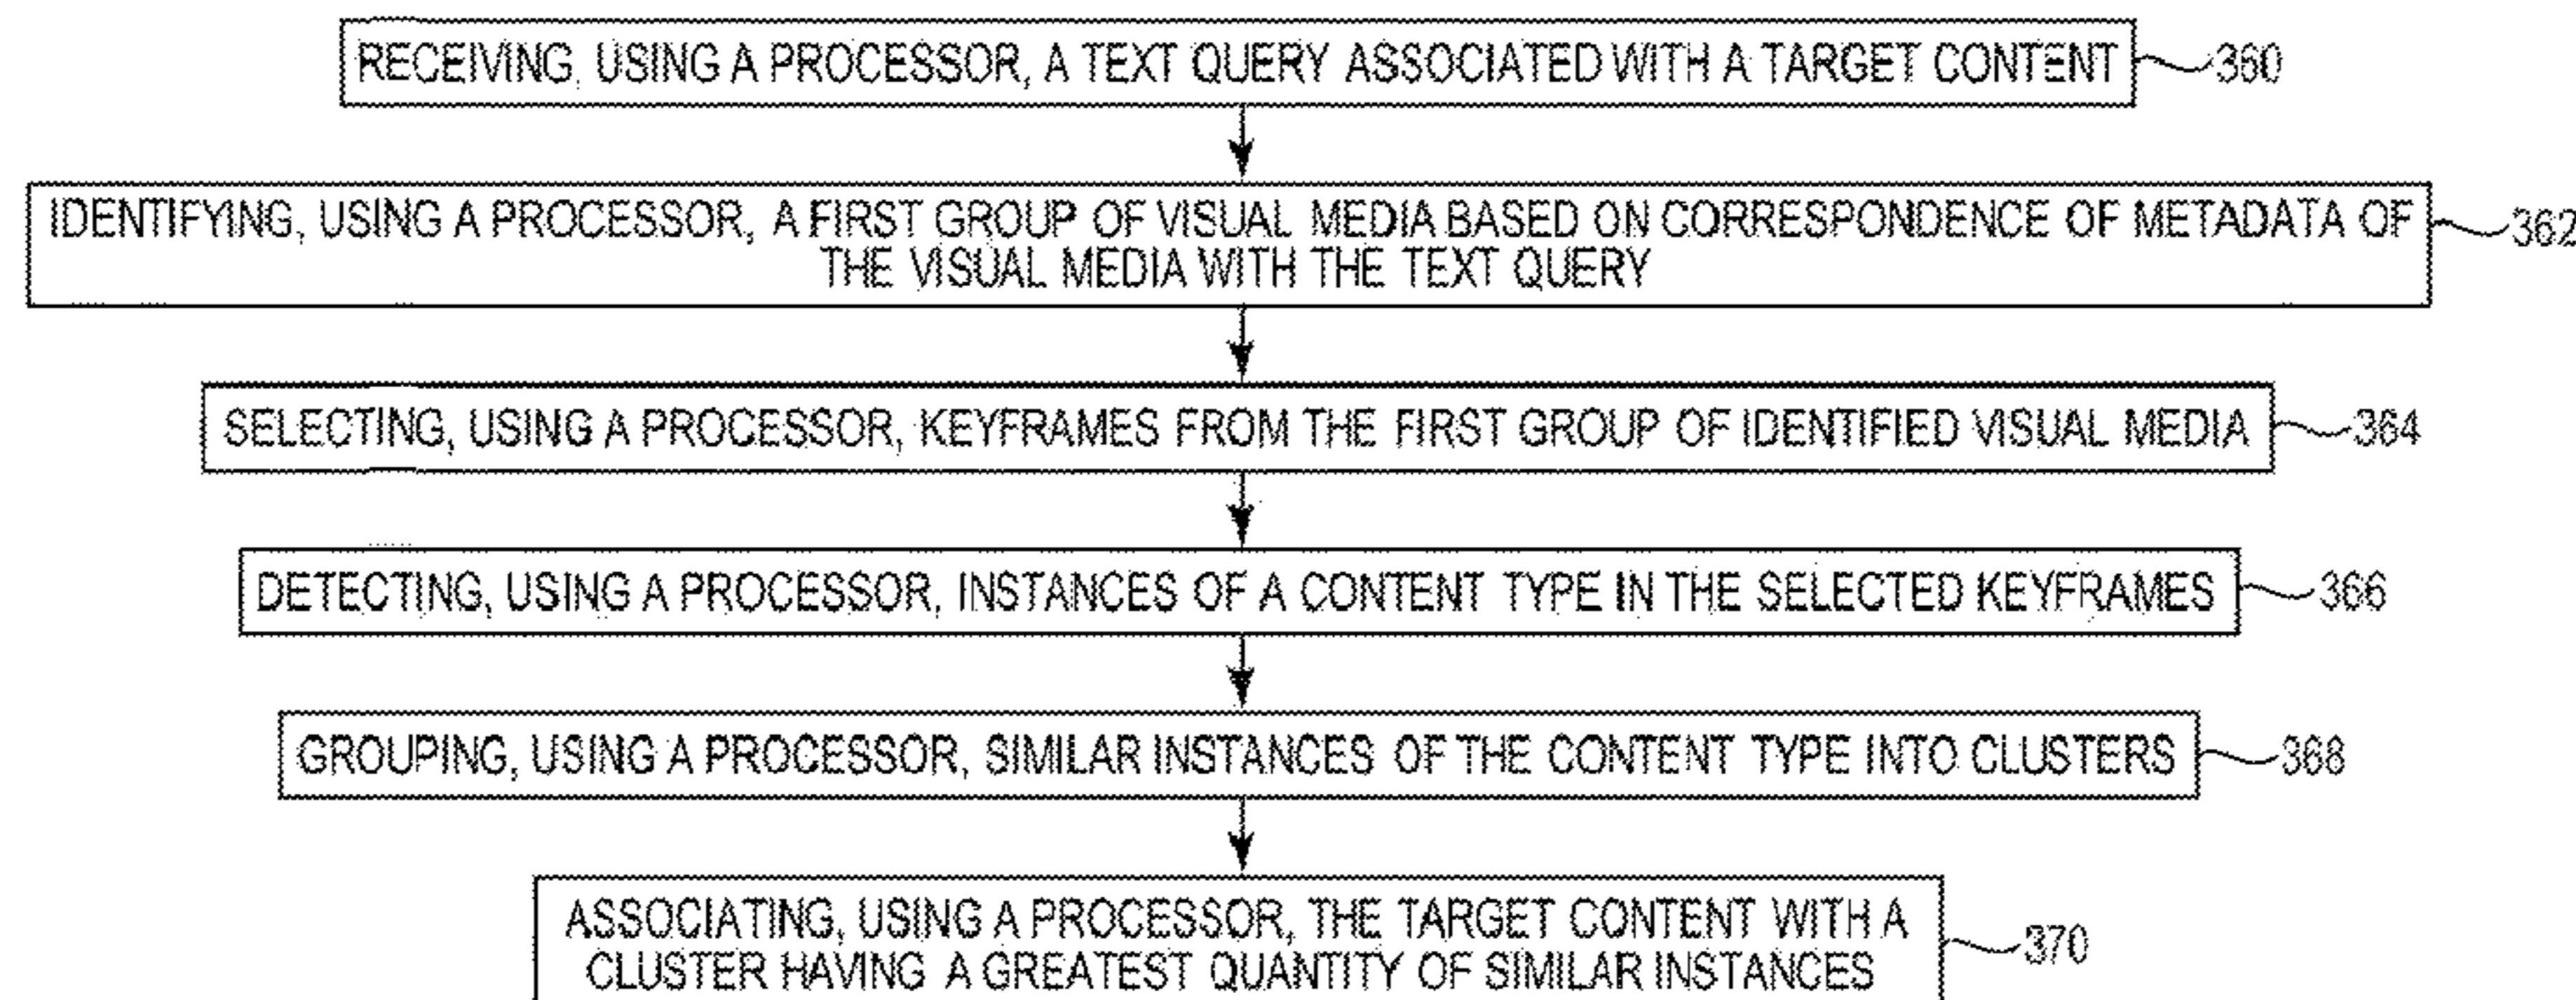 RECEIVING, USING A PROCESSOR, A TEXT QUERY ASSOCIATED WITH A TARGET CONTENT 360
IDENTIFYING, USING A PROCESSOR, A FIRST GROUP OF VISUAL MEDIA BASED ON CORRESPONDENCE OF METADATA OF 362
THE VISUAL MEDIA WITH THE TEXT QUERY
SELECTING, USING A PROCESSOR, KEYFRAMES FROM THE FIRST GROUP OF IDENTIFIED VISUAL MEDIA 364
DETECTING, USING A PROCESSOR, INSTANCES OF A CONTENT TYPE IN THE SELECTED KEYFRAMES 366
GROUPING, USING A PROCESSOR, SIMILAR INSTANCES OF THE CONTENT TYPE INTO CLUSTERS 368
ASSOCIATING, USING A PROCESSOR, THE TARGET CONTENT WITH A
CLUSTER HAVING A GREATEST QUANTITY OF SIMILAR INSTANCES 370